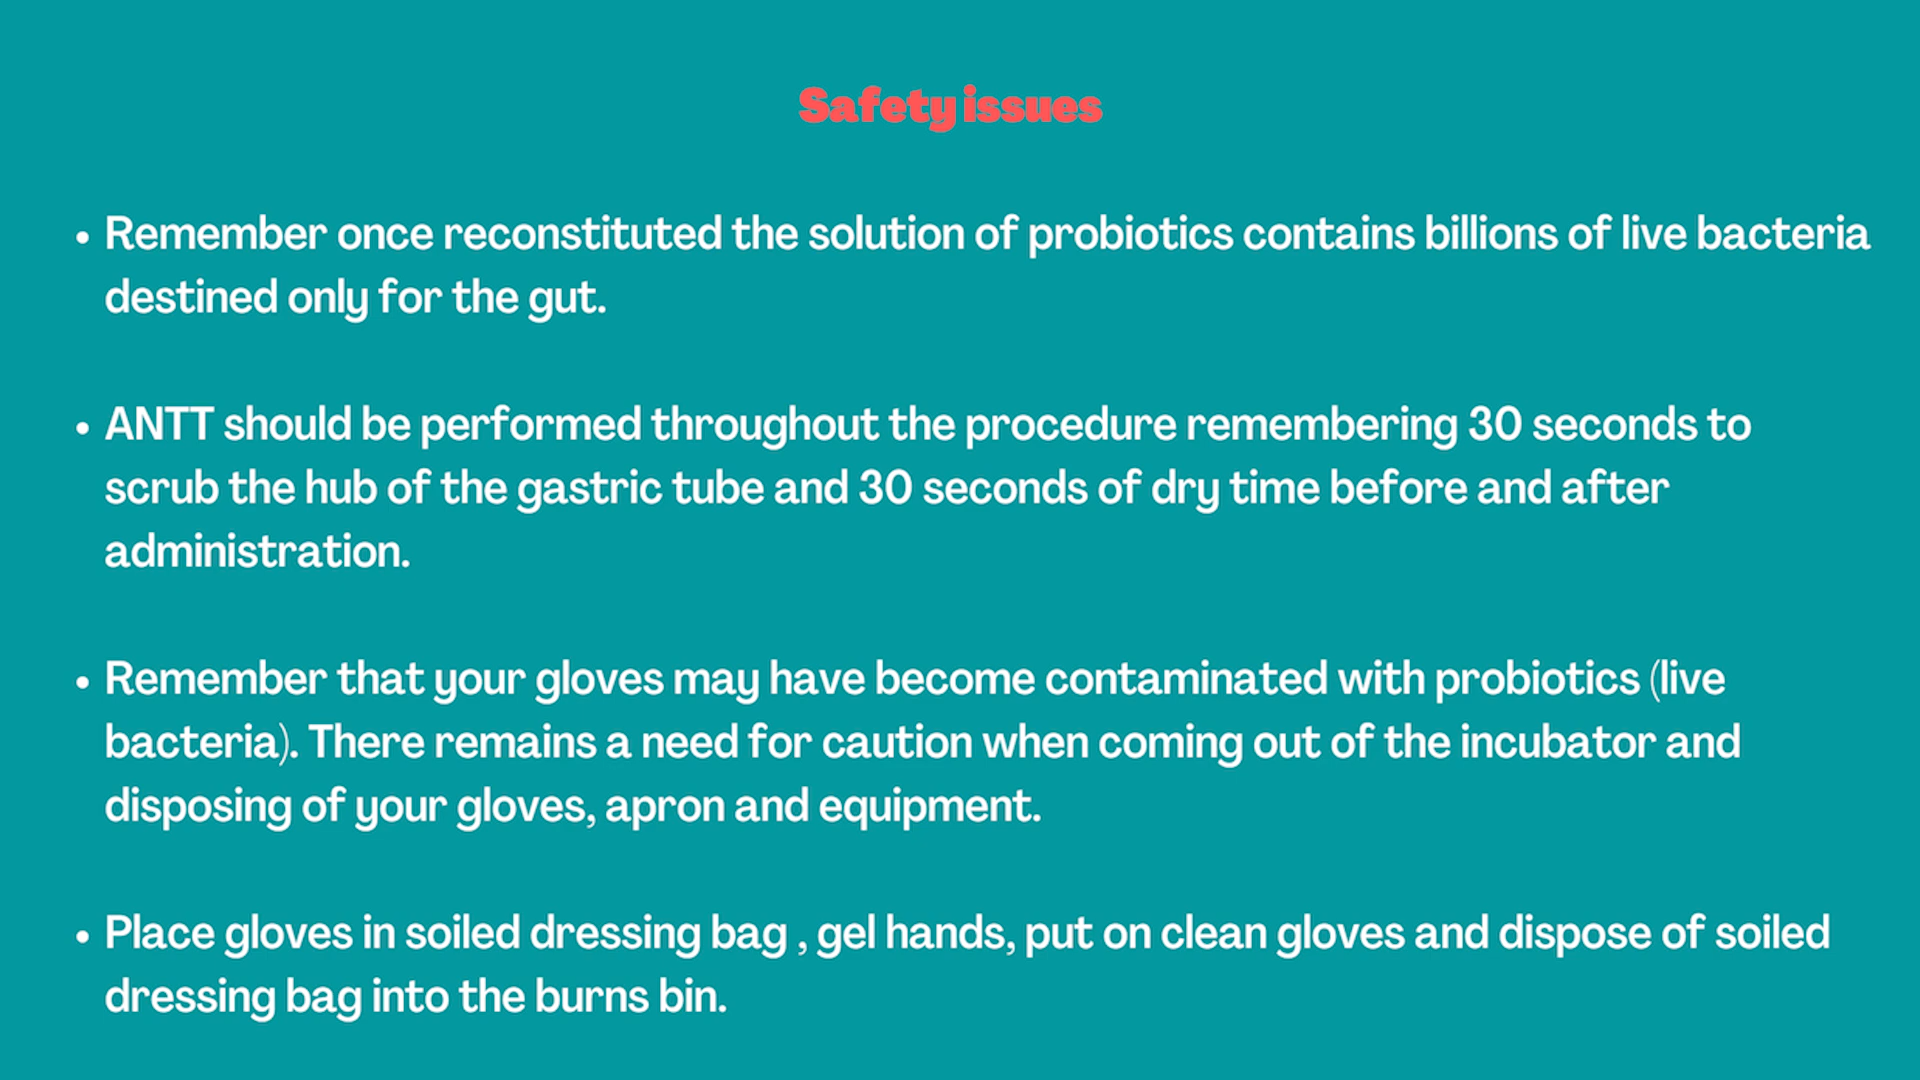 Safety issues
• Remember once reconstituted the solution of probiotics contains billions of live bacteria
destined only for the gut.
• ANTT should be performed throughout the procedure remembering 30 seconds to
scrub the hub of the gastric tube and 30 seconds of dry time before and after
administration.
• Remember that your gloves may have become contaminated with probiotics (live
bacteria). There remains a need for caution when coming out of the incubator and
disposing of your gloves, apron and equipment.
• Place gloves in soiled dressing bag , gel hands, put on clean gloves and dispose of soiled
dressing bag into the burns bin.